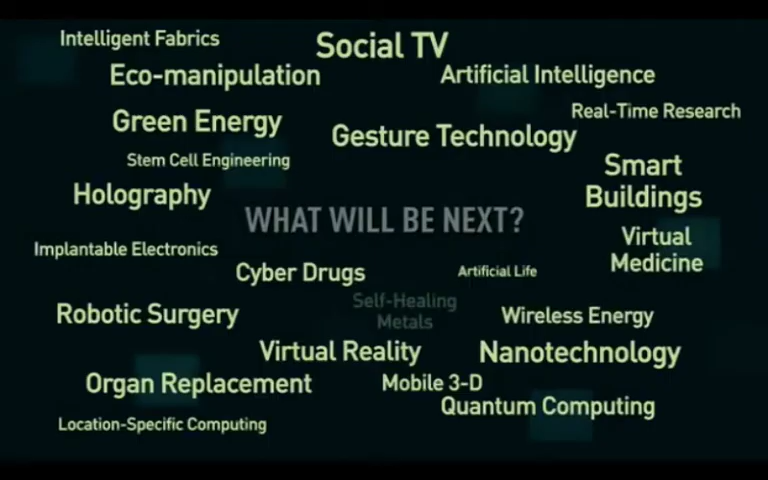 Intelligent Fabrics
Social TV
Eco-manipulation
Artificial Intelligence
Real-Time Research
Green Energy
Gesture Technology
Stem Cell Engineering
Smart
Buildings
Holography
WHAT WILL BE NEXT?
Virtual
Medicine
Implantable Electronics
Cyber Drugs
Artificial Life
Self-Healing
Metals
Robotic Surgery
Wireless Energy
Virtual Reality
Nanotechnology
Organ Replacement
Mobile 3-D
Quantum Computing
Location-Specific Computing